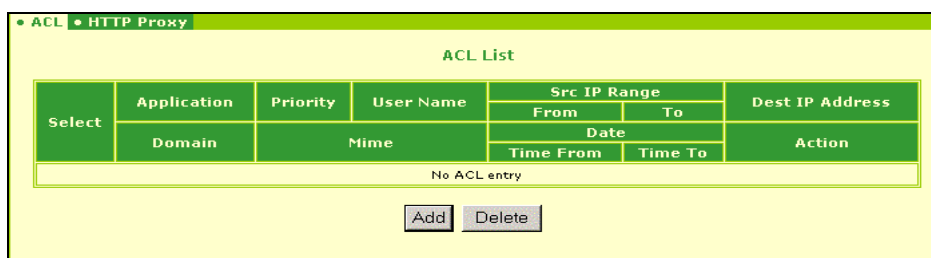 • ACL • HTTP Proxy
ACL List
Select Application Priority User Name Src IP Range Dest IP Address
From To
Domain Mime Date Action
Time From Time To
No ACL entry
Add Delete